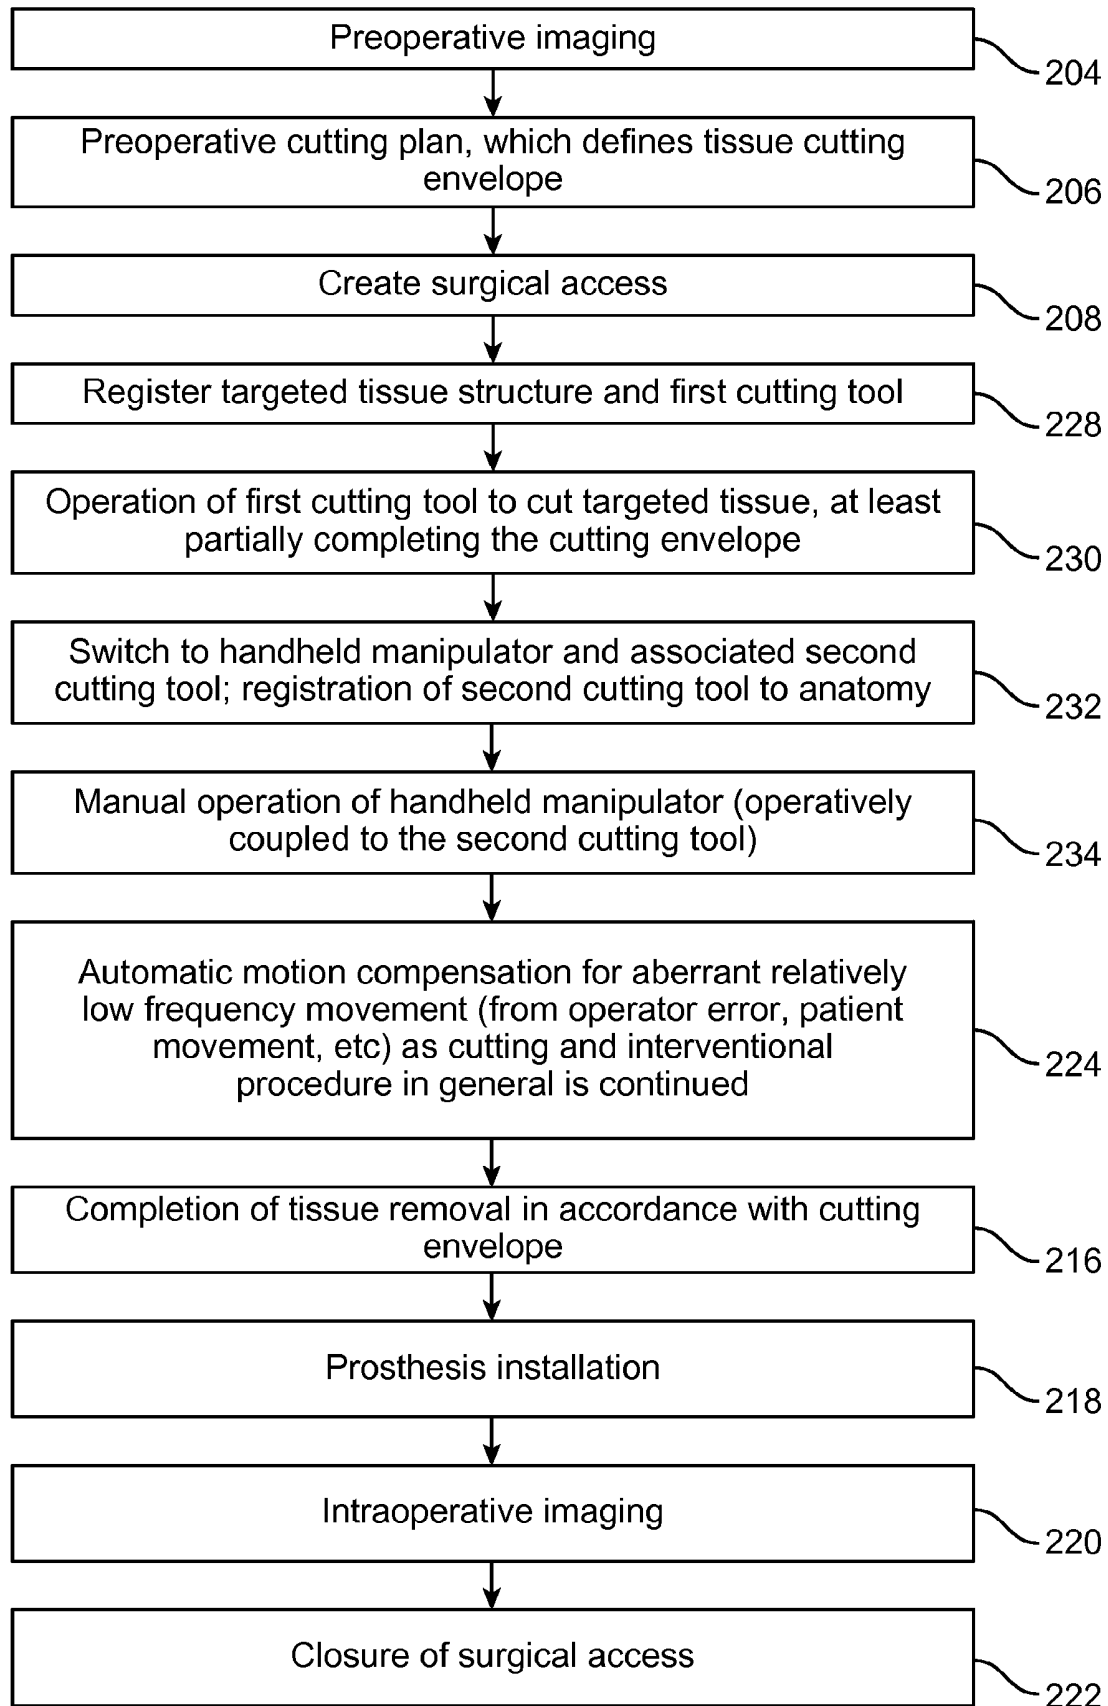 Preoperative imaging
204
Preoperative cutting plan, which defines tissue cutting
envelope
206
Create surgical access
208
Register targeted tissue structure and first cutting tool
228
Operation of first cutting tool to cut targeted tissue, at least
partially completing the cutting envelope
230
Switch to handheld manipulator and associated second
cutting tool; registration of second cutting tool to anatomy
232
Manual operation of handheld manipulator (operatively
coupled to the second cutting tool)
234
Automatic motion compensation for aberrant relatively
low frequency movement (from operator error, patient
movement, etc) as cutting and interventional
procedure in general is continued
224
Completion of tissue removal in accordance with cutting
envelope
216
Prosthesis installation
218
Intraoperative imaging
220
Closure of surgical access
222